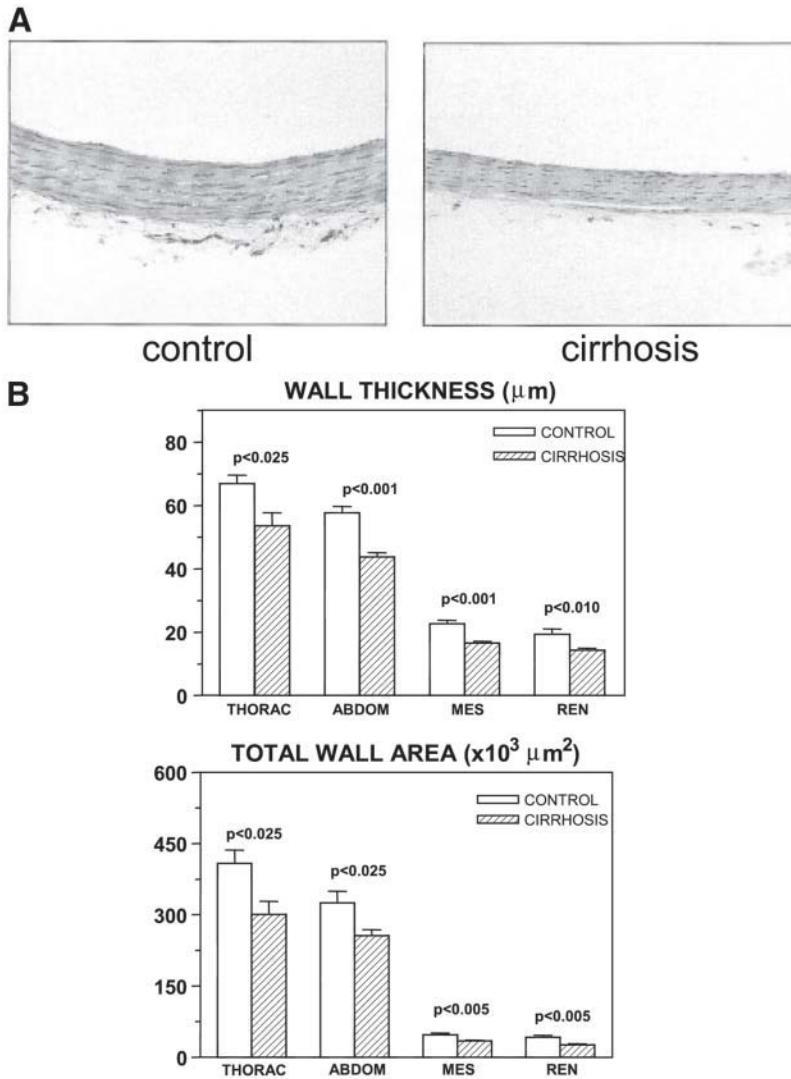 A
control
cirrhosis
B
WALL THICKNESS (μm)
80
60
40
20
0
CONTROL
CIRRHOSIS
p<0.025
p<0.001
p<0.001
p<0.010
THORAC ABDOM MES REN
TOTAL WALL AREA (x10³ μm²)
600
450
300
150
0
CONTROL
CIRRHOSIS
p<0.025
p<0.025
p<0.005
p<0.005
THORAC ABDOM MES REN